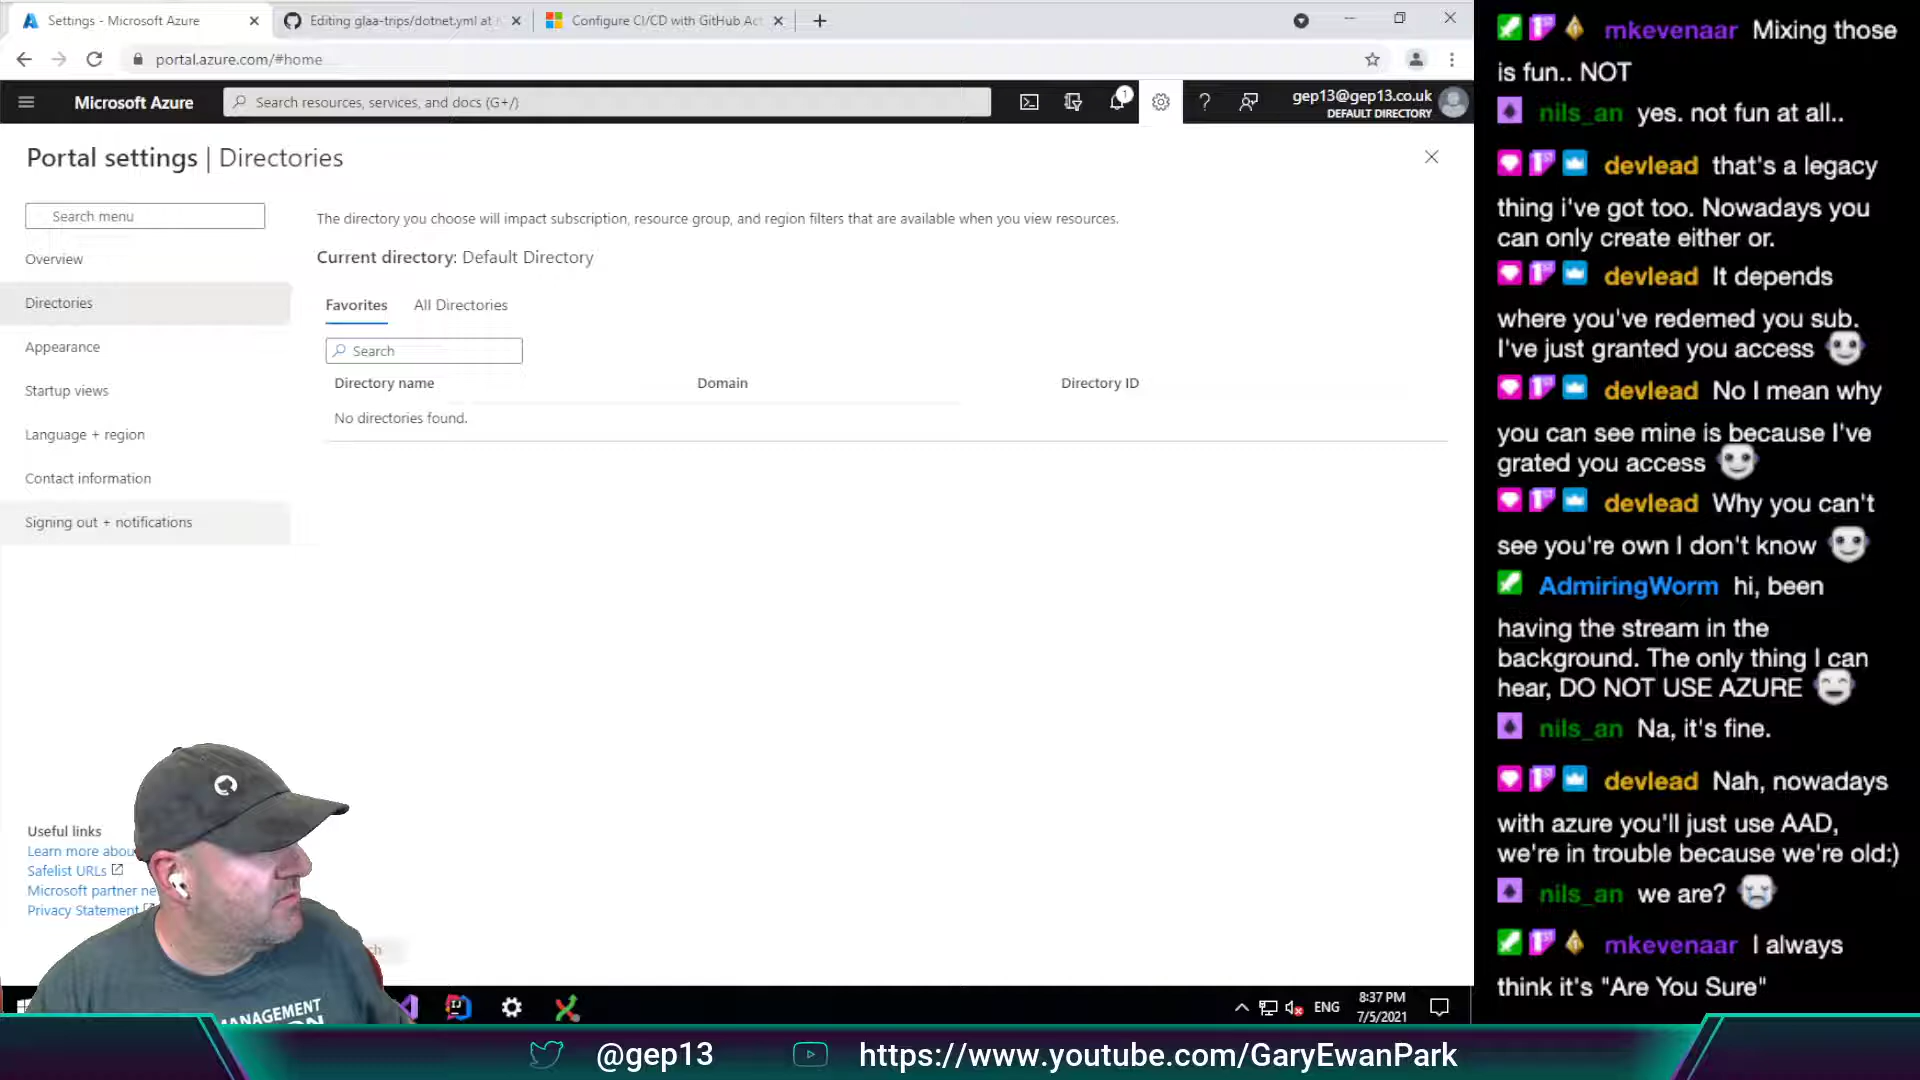 Settings - Microsoft Azure
Editing glaa-trips/dotnet.yml at
Configure CI/CD with GitHub Act
portal.azure.com/#home
Microsoft Azure
Search resources, services, and docs (G+/)
1
gep13@gep13.co.uk
DEFAULT DIRECTORY
Portal settings | Directories
Search menu
Overview
Directories
Appearance
Startup views
Language + region
Contact information
Signing out + notifications
Useful links
Learn more abou
Safelist URLs
Microsoft partner ne
Privacy Statement
The directory you choose will impact subscription, resource group, and region filters that are available when you view resources.
Current directory: Default Directory
Favorites All Directories
Search
Directory name Domain Directory ID
No directories found.
MANAGEMENT
ENG
8:37 PM
7/5/2021
@gep13
https://www.youtube.com/GaryEwanPark
mkevenaar Mixing those
is fun.. NOT
nils_an yes. not fun at all..
devlead that's a legacy
thing i've got too. Nowadays you
can only create either or.
devlead It depends
where you've redemed you sub.
I've just granted you access
devlead No I mean why
you can see mine is because I've
grated you access
devlead Why you can't
see you're own I don't know
AdmiringWorm hi, been
having the stream in the
background. The only thing I can
hear, DO NOT USE AZURE
nils_an Na, it's fine.
devlead Nah, nowadays
with azure you'll just use AAD,
we're in trouble because we're old:)
nils_an we are?
mkevenaar I always
think it's "Are You Sure"